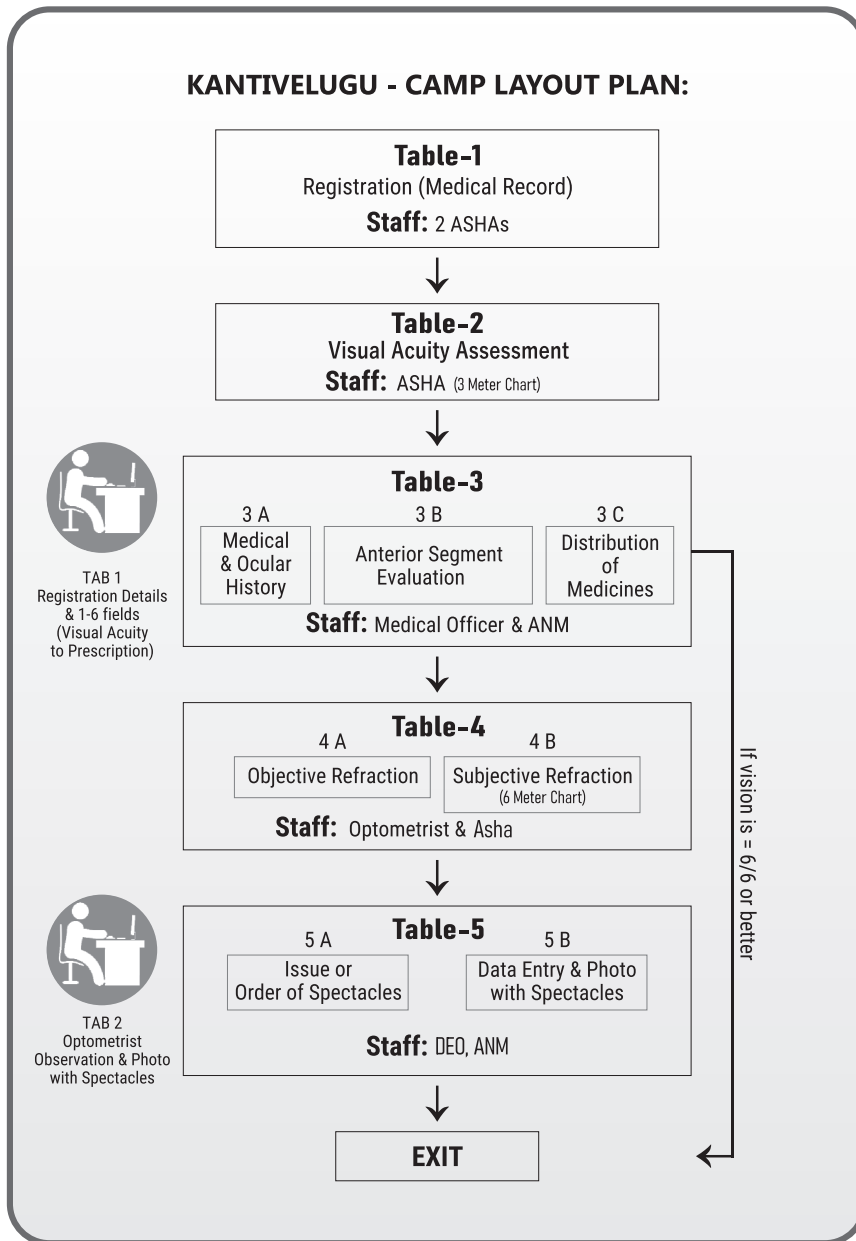 KANTIVELUGU - CAMP LAYOUT PLAN:
Table-1
Registration (Medical Record)
Staff: 2 ASHAs
Table-2
Visual Acuity Assessment
Staff: ASHA (3 Meter Chart)
Table-3
3 A
Medical
& Ocular
History
3 B
Anterior Segment
Evaluation
3 C
Distribution
of
Medicines
Staff: Medical Officer & ANM
TAB 1
Registration Details
& 1-6 fields
(Visual Acuity
to Prescription)
Table-4
4 A
Objective Refraction
4 B
Subjective Refraction
(6 Meter Chart)
Staff: Optometrist & Asha
If vision is = 6/6 or better
Table-5
5 A
Issue or
Order of Spectacles
5 B
Data Entry & Photo
with Spectacles
Staff: DEO, ANM
TAB 2
Optometrist
Observation & Photo
with Spectacles
EXIT